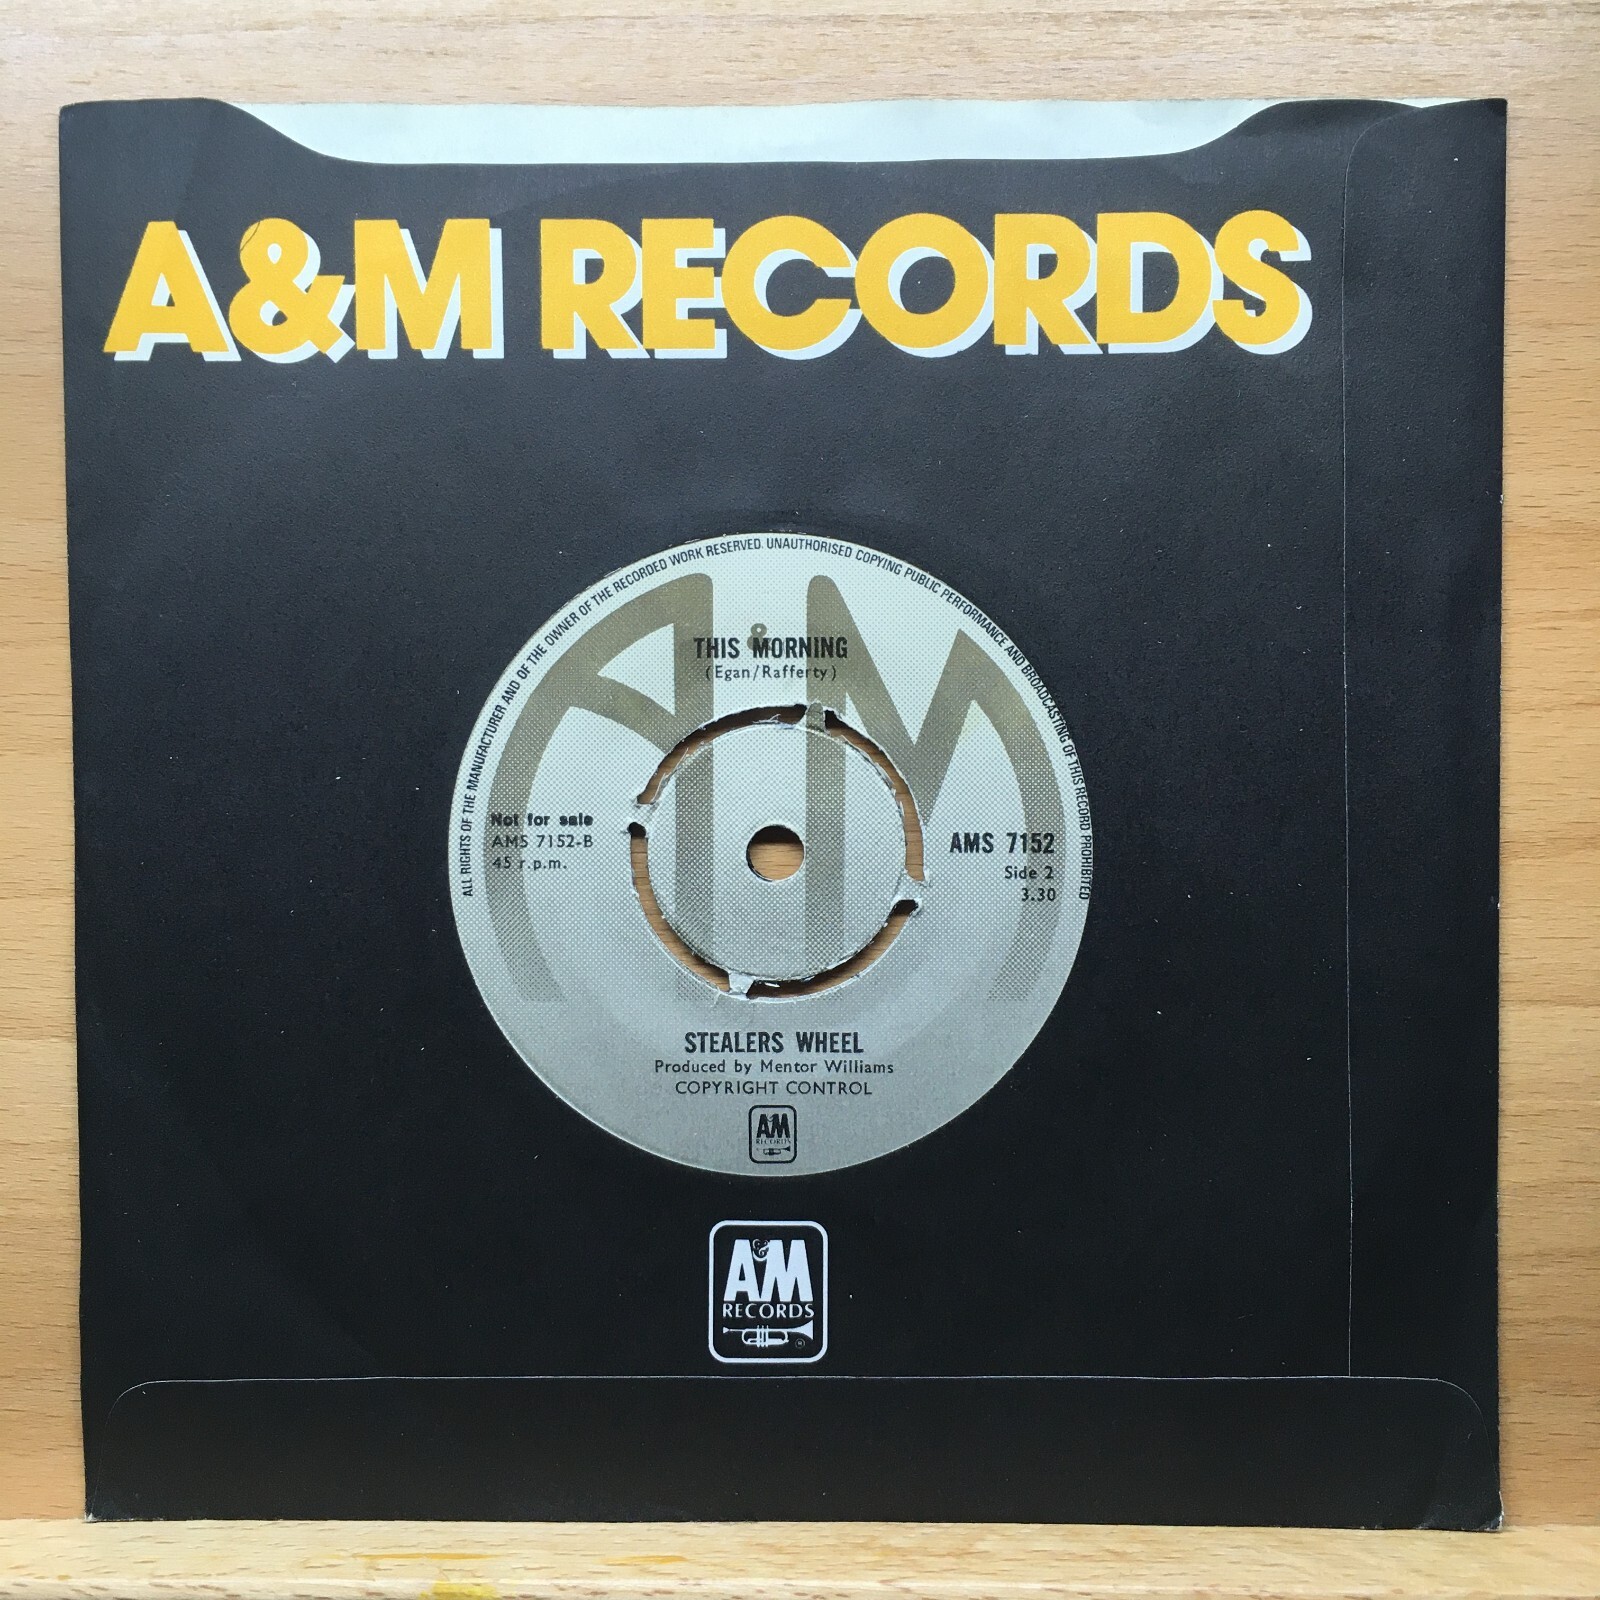 A&M RECORDS
ALL RIGHTS OF THE MANUFACTURER AND OF THE OWNER OF THE RECORDED WORK RESERVED. UNAUTHORISED COPYING PUBLIC PERFORMANCE AND BROADCASTING OF THIS RECORD PROHIBITED
A&M
THIS MORNING
(Egan/Rafferty)
Not for sale
AMS 7152-B
45 r.p.m.
AMS 7152
Side 2
3.30
STEALERS WHEEL
Produced by Mentor Williams
COPYRIGHT CONTROL
A&M
RECORDS
A&M
RECORDS